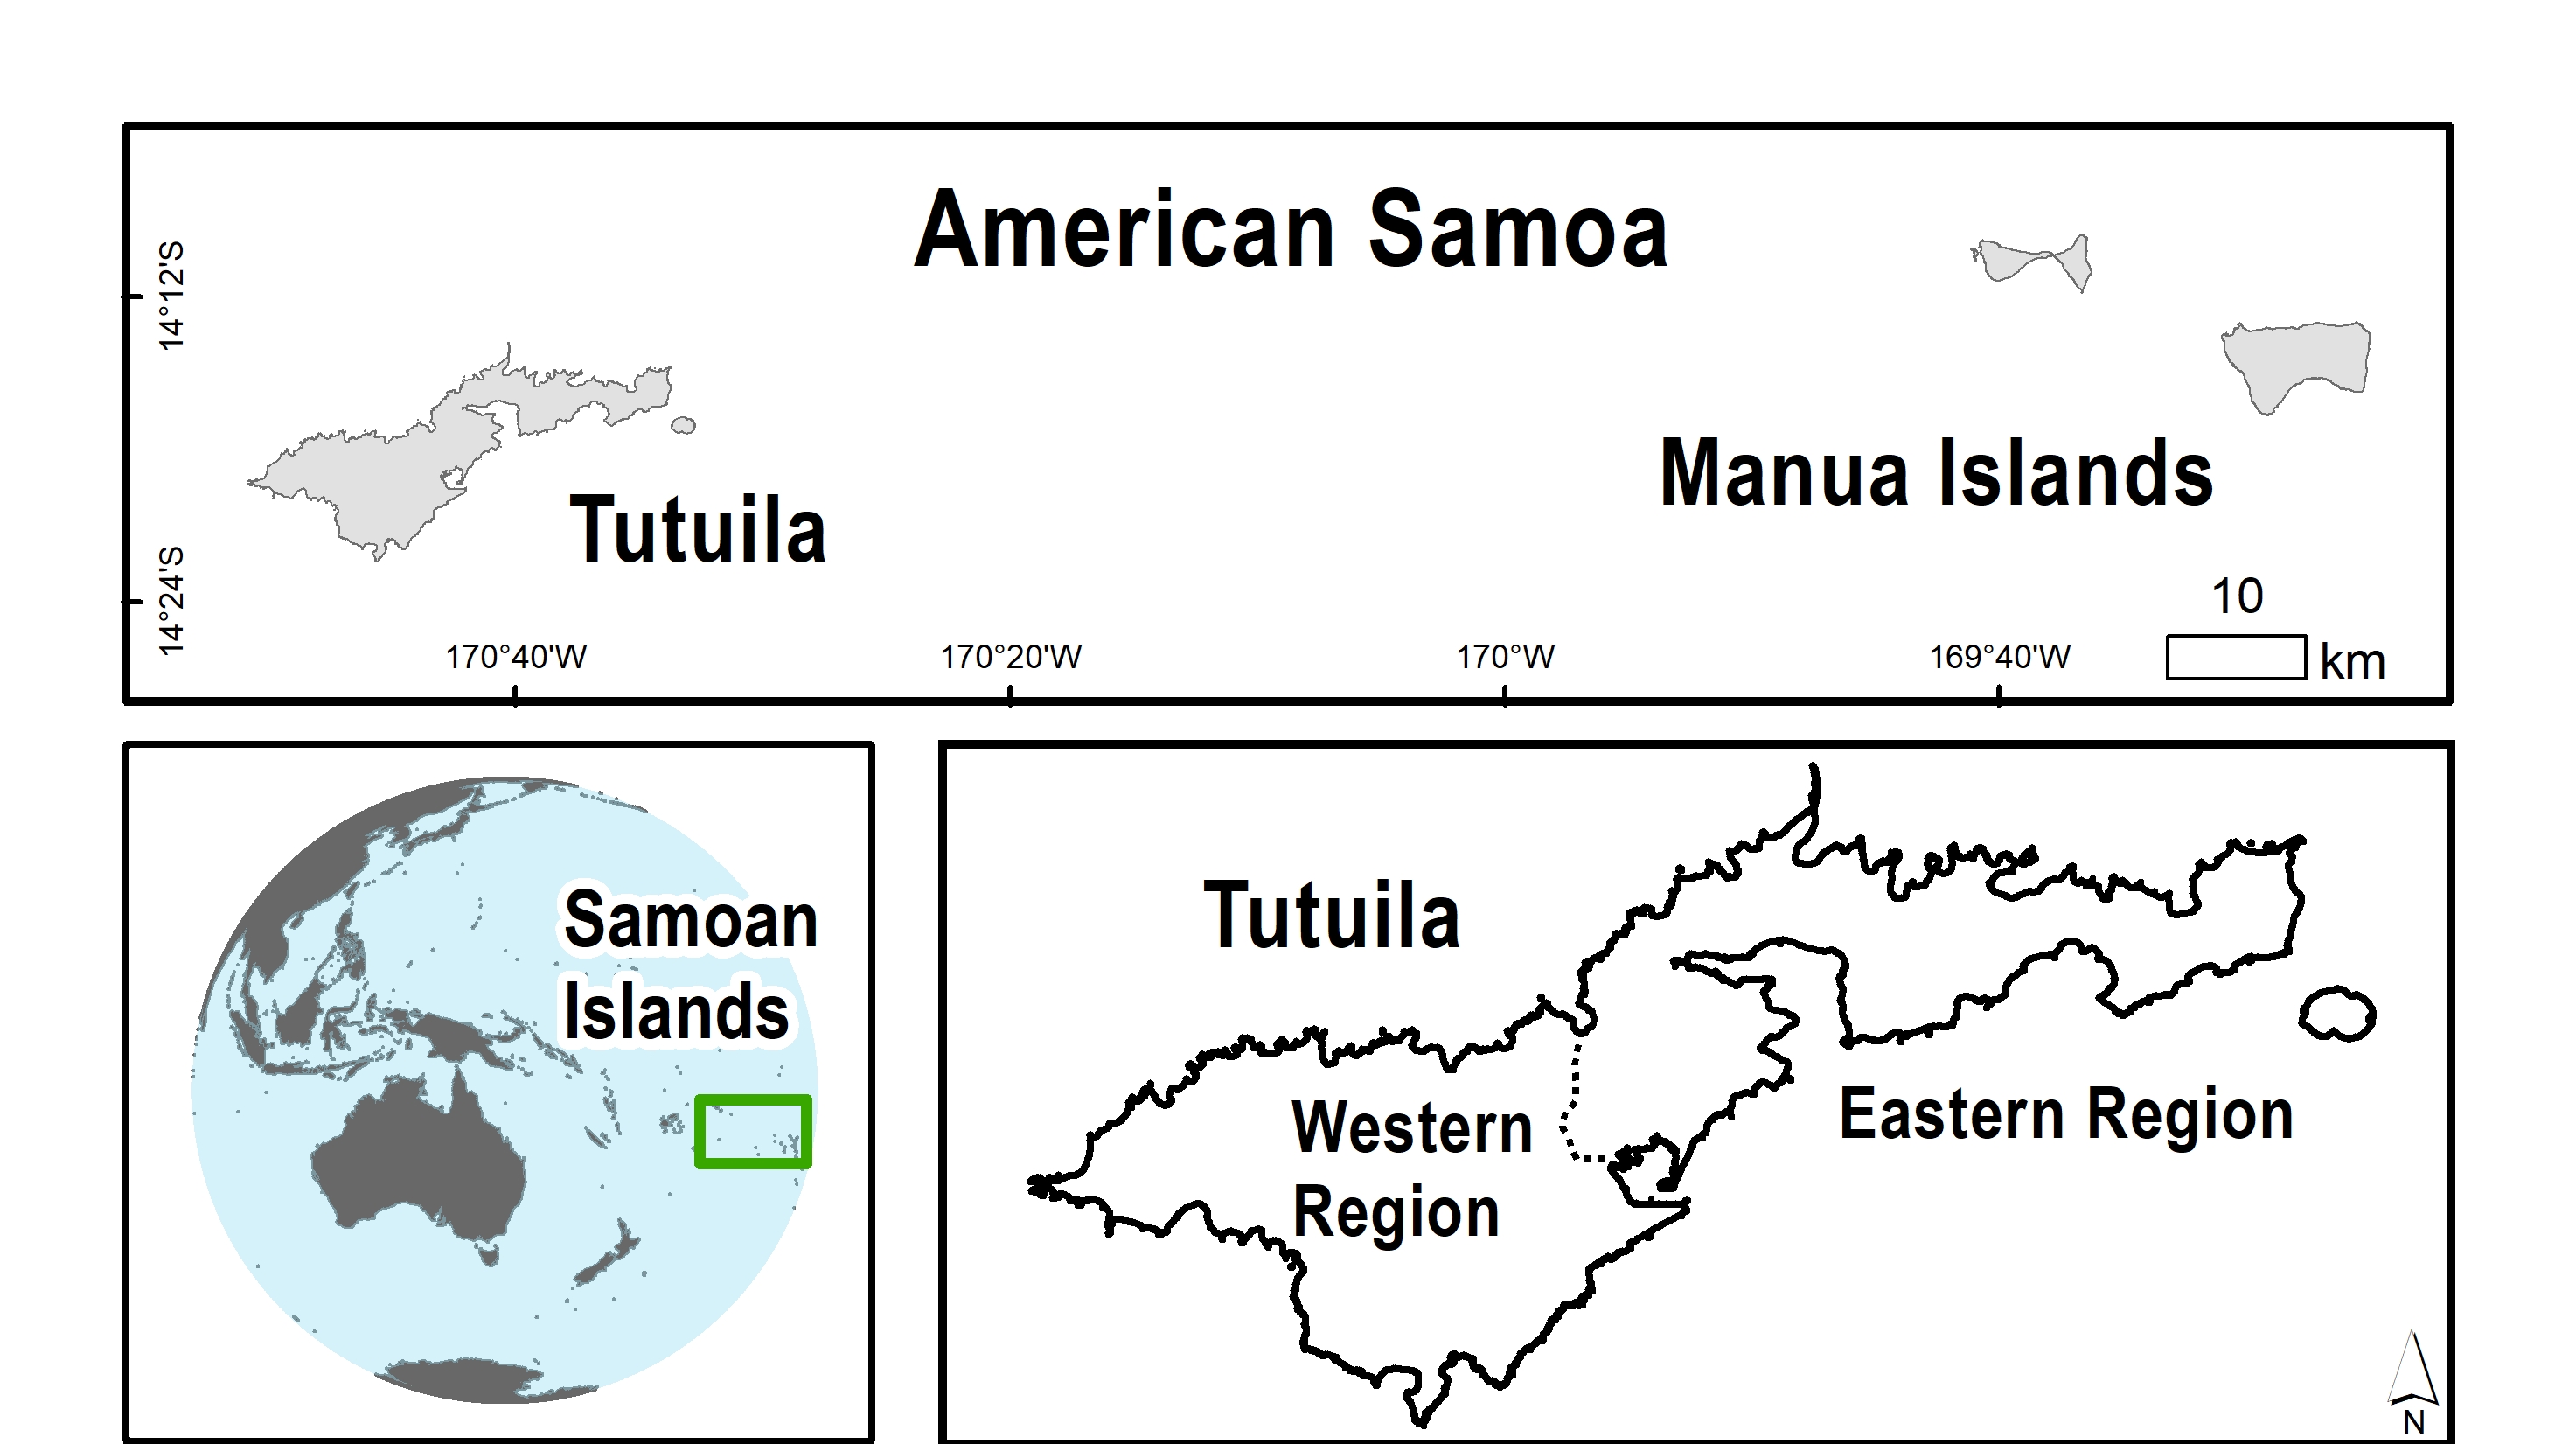 American Samoa
14°12'S
Manua Islands
Tutuila
14°24'S
10
km
170°40'W
170°20'W
170°W
169°40'W
Samoan
Islands
Tutuila
Western
Region
Eastern Region
N